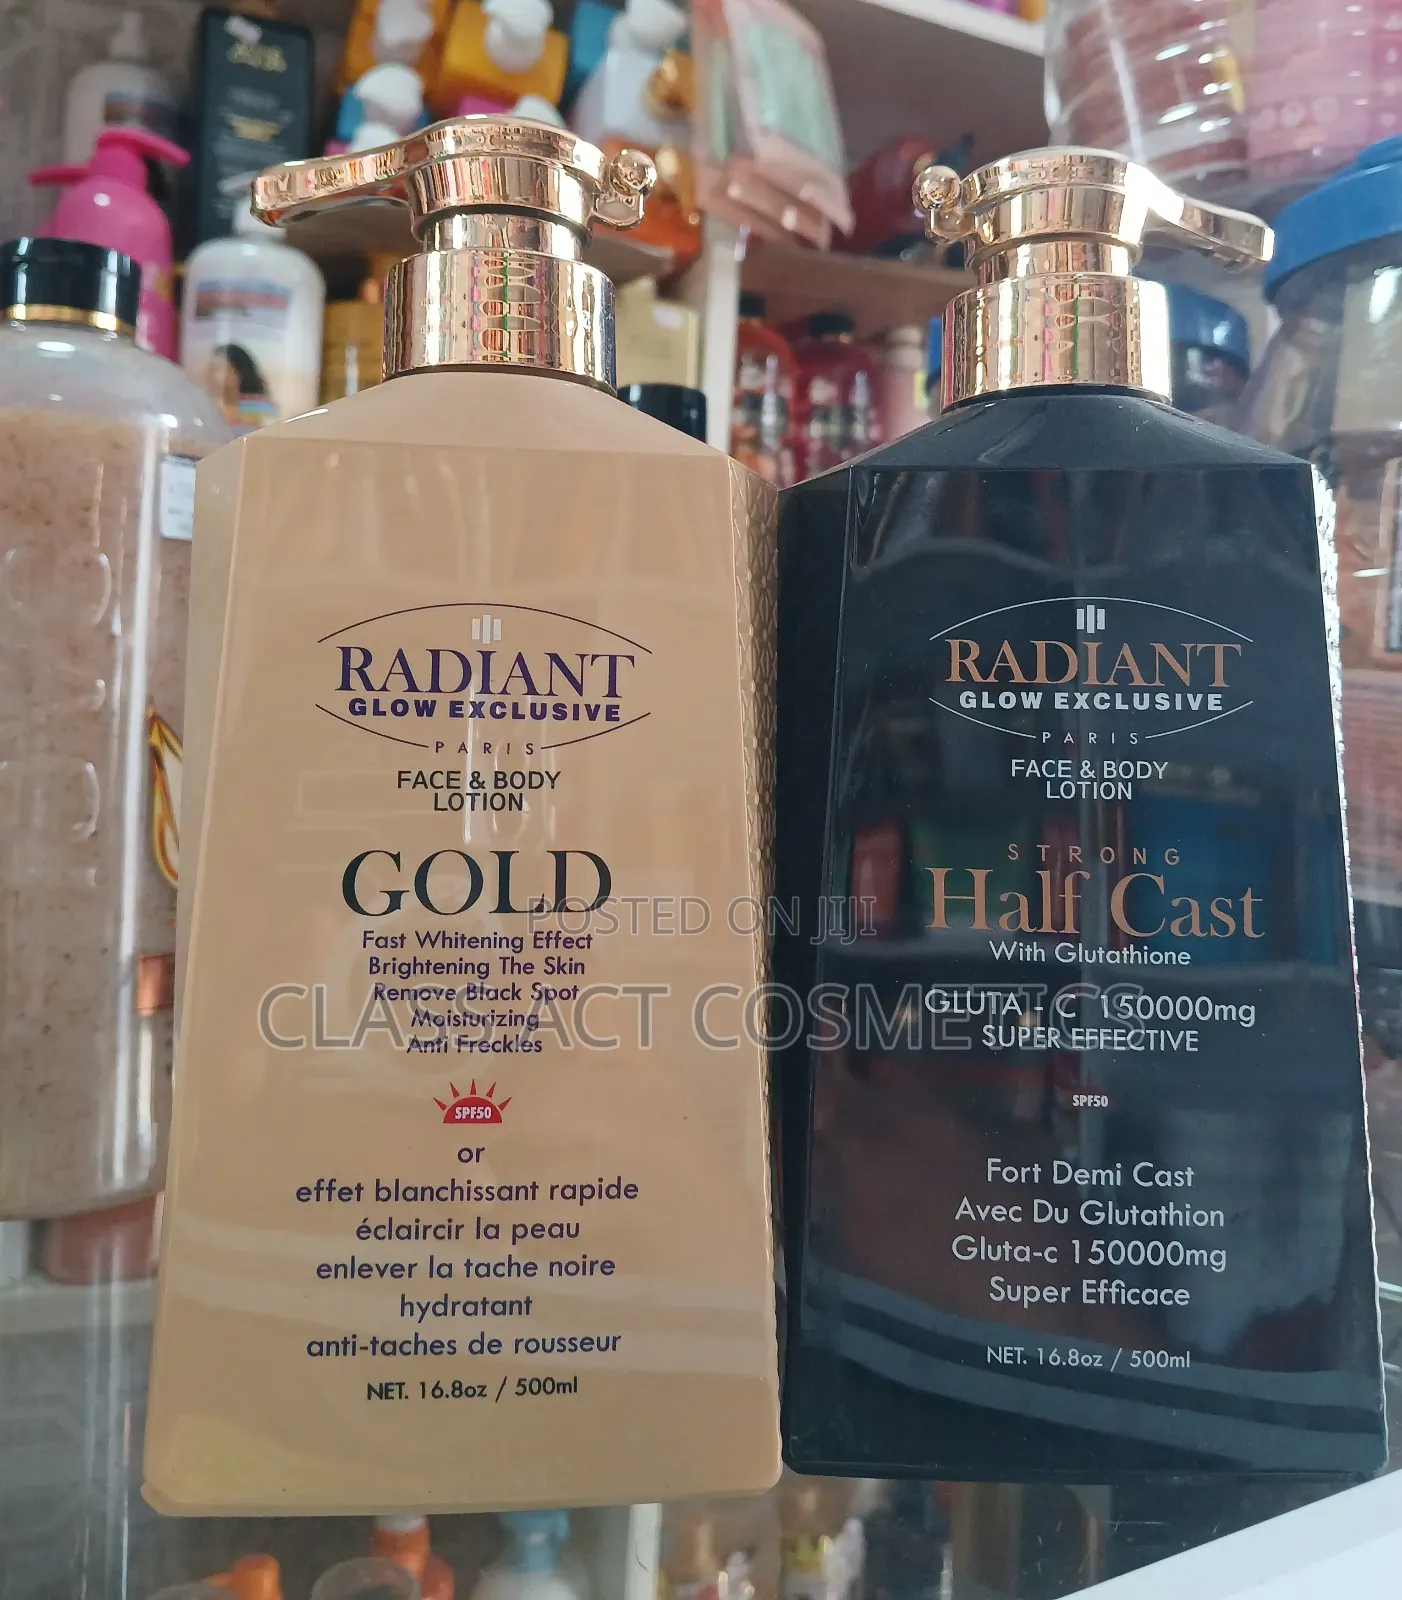 RADIANT
GLOW EXCLUSIVE
PARIS
FACE & BODY
LOTION
GOLD
Fast Whitening Effect
Brightening The Skin
Remove Black Spot
Moisturizing
Anti Freckles
SPF50
or
effet blanchissant rapide
éclaircir la peau
enlever la tache noire
hydratant
anti-taches de rousseur
NET. 16.8oz / 500ml
RADIANT
GLOW EXCLUSIVE
PARIS
FACE & BODY
LOTION
STRONG
Half Cast
With Glutathione
GLUTA - C 150000mg
SUPER EFFECTIVE
SPF50
Fort Demi Cast
Avec Du Glutathion
Gluta-c 150000mg
Super Efficace
NET. 16.8oz / 500ml
POSTED ON JIJI
CLASS ACT COSMETICS